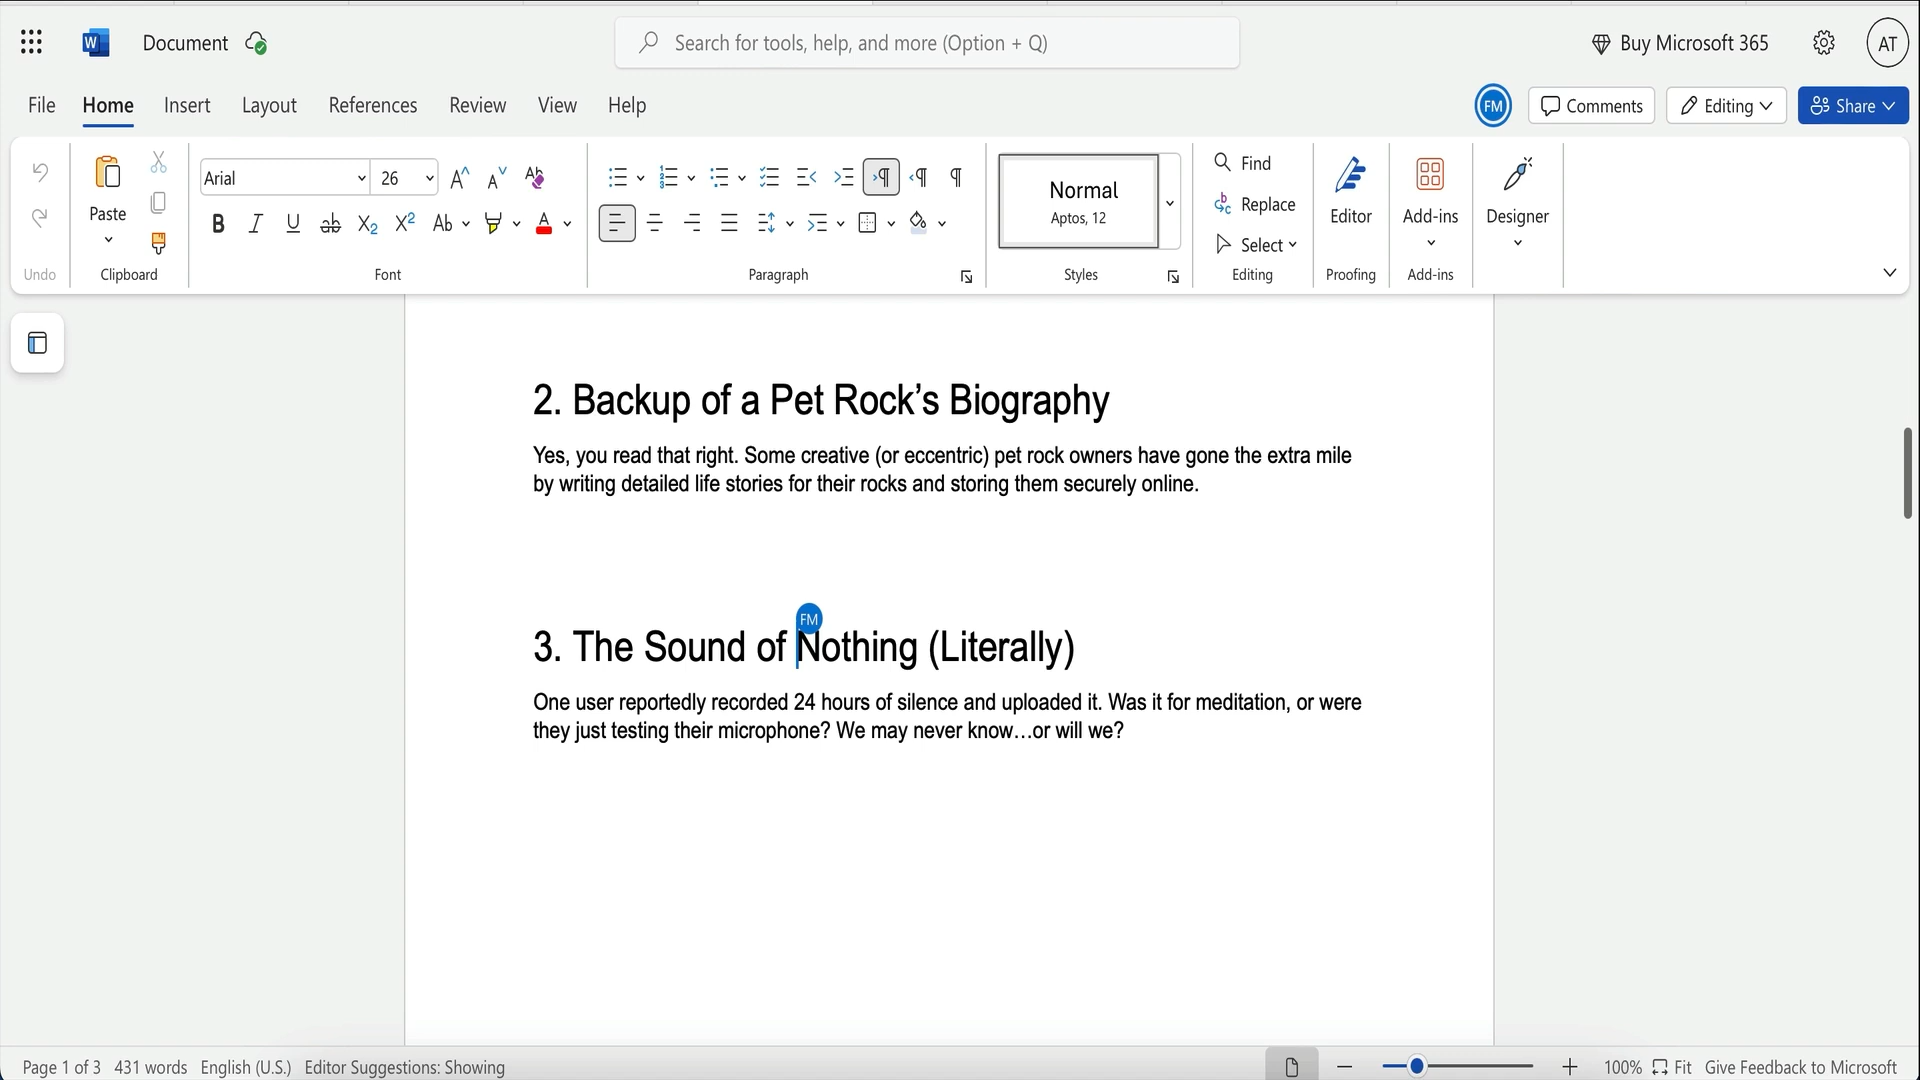 W Document
Search for tools, help, and more (Option + Q)
Buy Microsoft 365
AT
File Home Insert Layout References Review View Help
FM
Comments
Editing
Share
Paste
Arial
26
Normal
Aptos, 12
Find
Replace
Select
Editor
Add-ins
Designer
Undo
Clipboard
Font
Paragraph
Styles
Editing
Proofing
Add-ins
2. Backup of a Pet Rock’s Biography
Yes, you read that right. Some creative (or eccentric) pet rock owners have gone the extra mile
by writing detailed life stories for their rocks and storing them securely online.
FM
3. The Sound of Nothing (Literally)
One user reportedly recorded 24 hours of silence and uploaded it. Was it for meditation, or were
they just testing their microphone? We may never know…or will we?
Page 1 of 3 431 words English (U.S.) Editor Suggestions: Showing
100% Fit Give Feedback to Microsoft